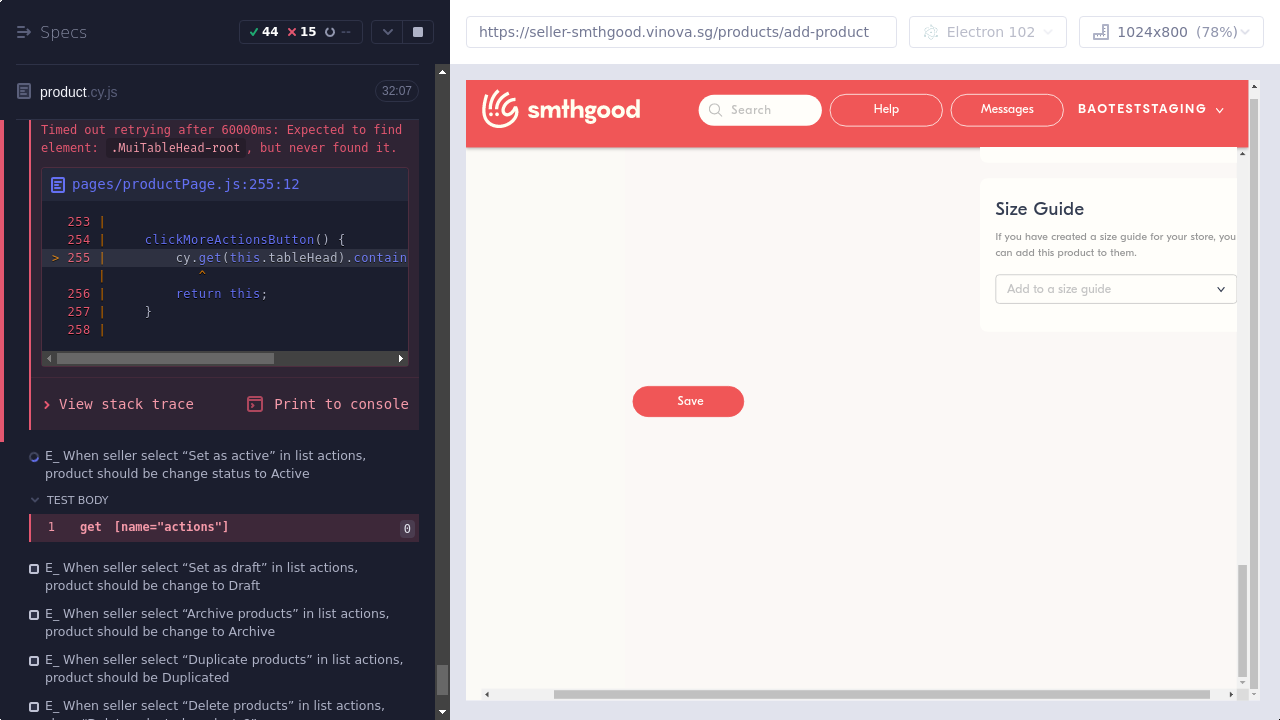 Specs
44
15
--
product.cy.js
32:07
Timed out retrying after 60000ms: Expected to find
element: .MuiTableHead-root, but never found it.
pages/productPage.js:255:12
253 |
254 |     clickMoreActionsButton() {
> 255 |         cy.get(this.tableHead).contain
|            ^
256 |         return this;
257 |     }
258 |
View stack trace
Print to console
E_ When seller select “Set as active” in list actions,
product should be change status to Active
TEST BODY
1 get [name="actions"] 0
E_ When seller select “Set as draft” in list actions,
product should be change to Draft
E_ When seller select “Archive products” in list actions,
product should be change to Archive
E_ When seller select “Duplicate products” in list actions,
product should be Duplicated
E_ When seller select “Delete products” in list actions,
https://seller-smthgood.vinova.sg/products/add-product
Electron 102
1024x800 (78%)
smthgood
Search
Help
Messages
BAOTESTSTAGING
Size Guide
If you have created a size guide for your store, you
can add this product to them.
Add to a size guide
Save